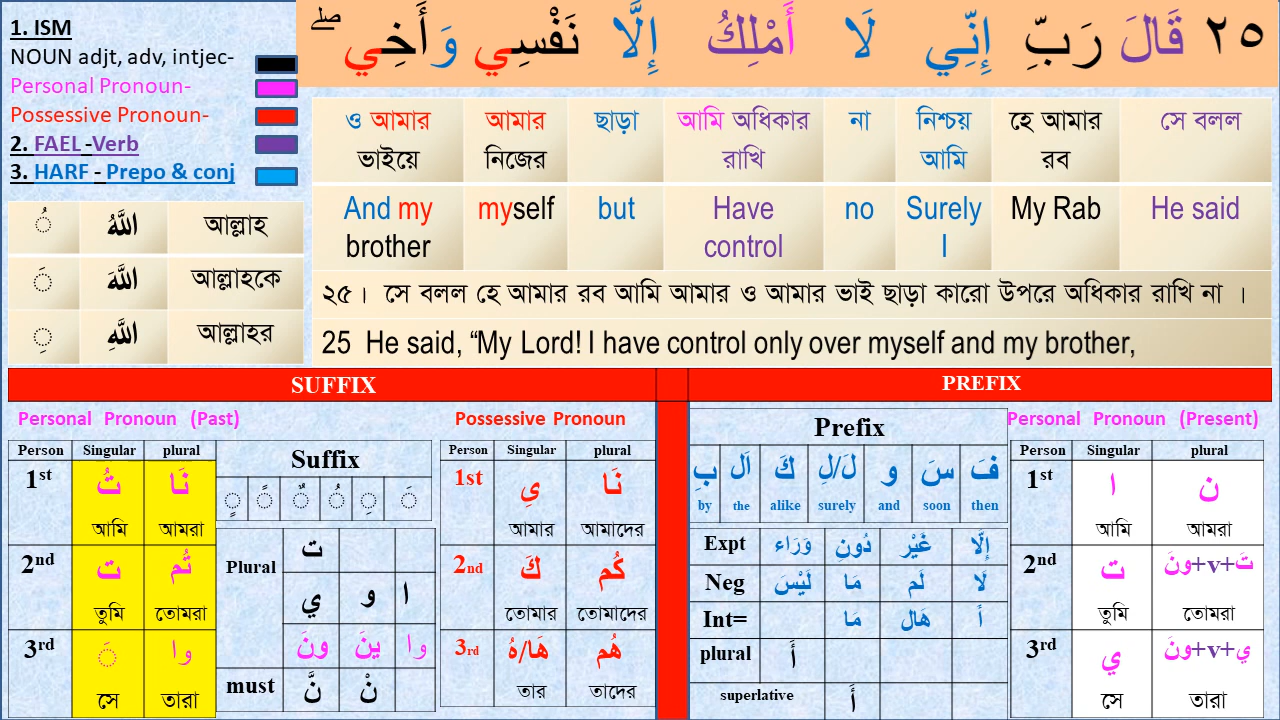 1. ISM
NOUN adjt, adv, intjec-
Personal Pronoun-
Possessive Pronoun-
2. FAEL -Verb
3. HARF - Prepo & conj
٢٥ قَالَ رَبِّ إِنِّي لَا أَمْلِكُ إِلَّا نَفْسِي وَأَخِي ۖ
সে বলল
হে আমার রব
নিশ্চয় আমি
না
আমি অধিকার রাখি
ছাড়া
আমার নিজের
ও আমার ভাইয়ে
He said
My Rab
Surely I
no
Have control
but
myself
And my brother
২৫। সে বলল হে আমার রব আমি আমার ও আমার ভাই ছাড়া কারো উপরে অধিকার রাখি না ।
25 He said, “My Lord! I have control only over myself and my brother,
ُ اللَّهُ আল্লাহ
َ اللَّهَ আল্লাহকে
ِ اللَّهِ আল্লাহর
SUFFIX
PREFIX
Personal Pronoun (Past)
Person Singular plural
1st تُ نَا
আমি আমরা
2nd ت تُم
তুমি তোমরা
3rd َ وا
সে তারা
Suffix
ٍ ً ٌ ُ ِ َ
Plural ت
ي و ا
ونَ ينَ وا
must نَّ نْ
Possessive Pronoun
Person Singular plural
1st ي نَا
আমার আমাদের
2nd كَ كُم
তোমার তোমাদের
3rd هَا/هُ هُم
তার তাদের
Prefix
بِ اَل كَ لَ/لِ و سَ فَ
by the alike surely and soon then
Expt وَرَاء دُونِ غَيْر إِلَّا
Neg لَيْسَ مَا لَم لَا
Int= مَا هَال أَ
plural أَ
superlative أَ
Personal Pronoun (Present)
Person Singular plural
1st ا ن
আমি আমরা
2nd ت تَ+v+ونَ
তুমি তোমরা
3rd ي ي+v+ونَ
সে তারা